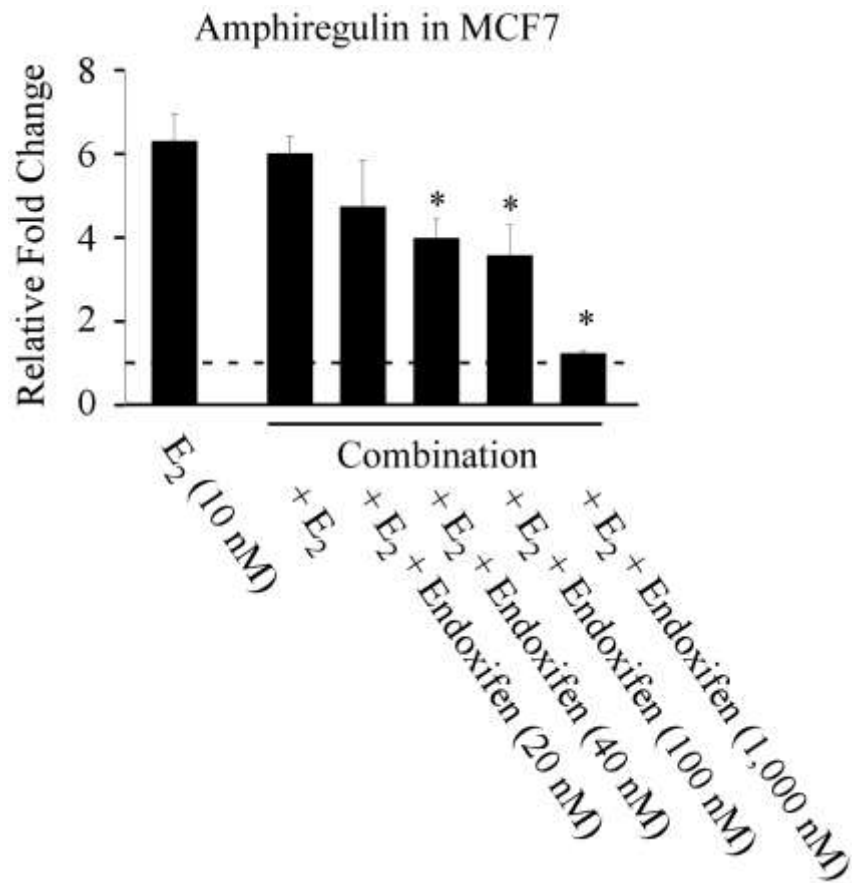 Amphiregulin in MCF7
Relative Fold Change
8
6
4
2
0
*
*
*
E₂ (10 nM)
Combination
+ E₂
+ E₂ + Endoxifen (20 nM)
+ E₂ + Endoxifen (40 nM)
+ E₂ + Endoxifen (100 nM)
+ E₂ + Endoxifen (1,000 nM)